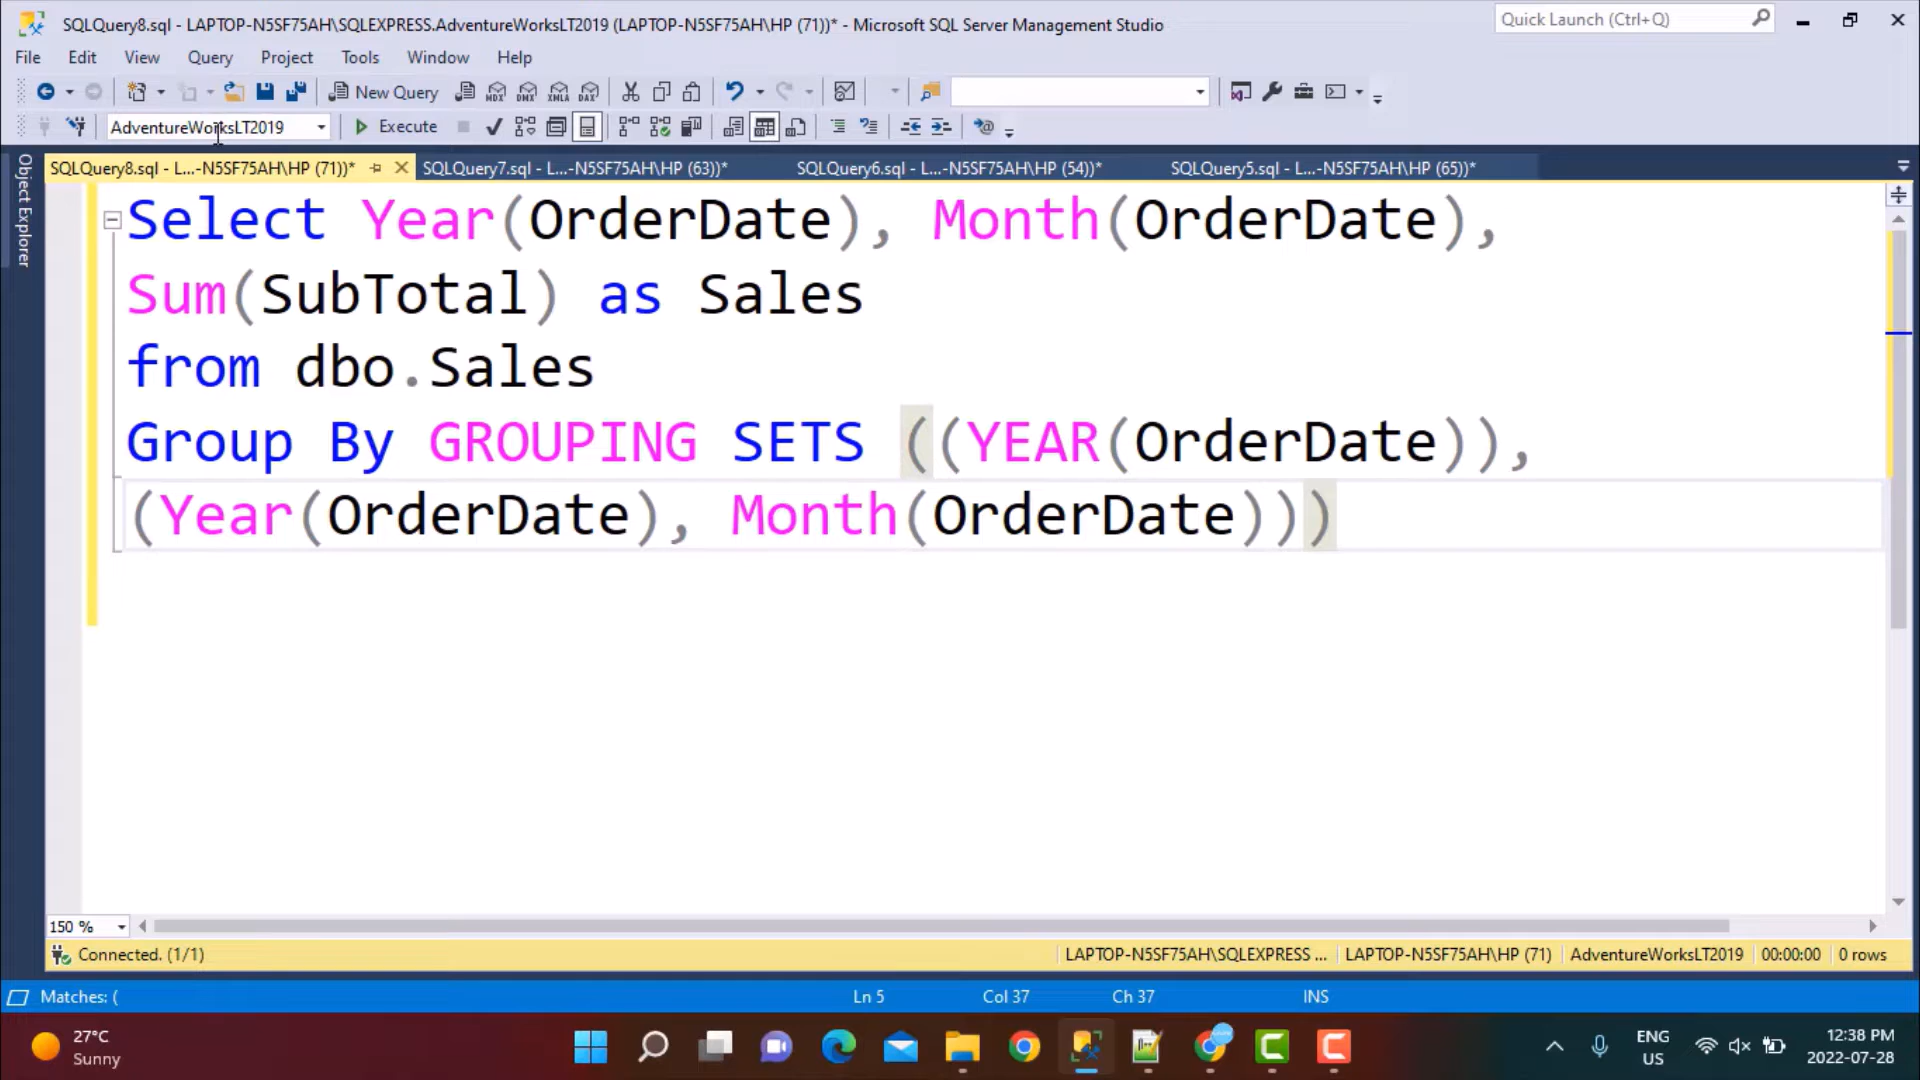 SQLQuery8.sql - LAPTOP-N5SF75AH\SQLEXPRESS.AdventureWorksLT2019 (LAPTOP-N5SF75AH\HP (71))* - Microsoft SQL Server Management Studio
Quick Launch (Ctrl+Q)
File Edit View Query Project Tools Window Help
New Query MDX DMX XMLA DAX
AdventureWorksLT2019 Execute
Object Explorer
SQLQuery8.sql - L...-N5SF75AH\HP (71))* SQLQuery7.sql - L...-N5SF75AH\HP (63))* SQLQuery6.sql - L...-N5SF75AH\HP (54))* SQLQuery5.sql - L...-N5SF75AH\HP (65))*
Select Year(OrderDate), Month(OrderDate),
Sum(SubTotal) as Sales
from dbo.Sales
Group By GROUPING SETS ((YEAR(OrderDate)),
(Year(OrderDate), Month(OrderDate)))
150 %
Connected. (1/1) LAPTOP-N5SF75AH\SQLEXPRESS ... LAPTOP-N5SF75AH\HP (71) AdventureWorksLT2019 00:00:00 0 rows
Matches: ( Ln 5 Col 37 Ch 37 INS
27°C
Sunny
ENG
US
12:38 PM
2022-07-28